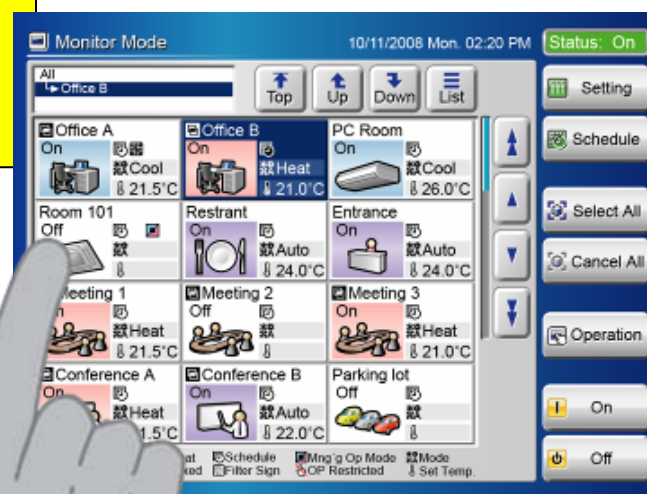 Monitor Mode 10/11/2008 Mon. 02:20 PM Status: On
All
Office B
Top Up Down List
Setting
Schedule
Select All
Cancel All
Operation
On
Off
Office A Office B PC Room
On On On
Cool Heat Cool
21.5°C 21.0°C 26.0°C
Room 101 Restrant Entrance
Off On On
Auto Auto
24.0°C 24.0°C
Meeting 1 Meeting 2 Meeting 3
Off On
Heat Heat
21.5°C 21.0°C
Conference A Conference B Parking lot
On On Off
Heat Auto
22.0°C
Schedule Mng'g Op Mode Mode
Filter Sign OP Restricted Set Temp.